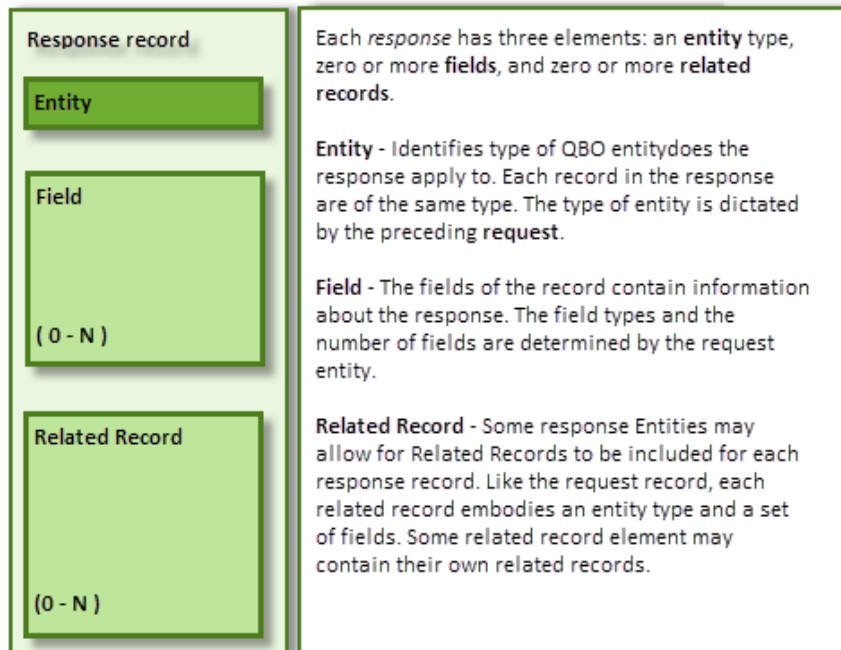 Response record
Entity
Field
( 0 - N )
Related Record
(0 - N )
Each response has three elements: an entity type,
zero or more fields, and zero or more related
records.
Entity - Identifies type of QBO entitydoes the
response apply to. Each record in the response
are of the same type. The type of entity is dictated
by the preceding request.
Field - The fields of the record contain information
about the response. The field types and the
number of fields are determined by the request
entity.
Related Record - Some response Entities may
allow for Related Records to be included for each
response record. Like the request record, each
related record embodies an entity type and a set
of fields. Some related record element may
contain their own related records.